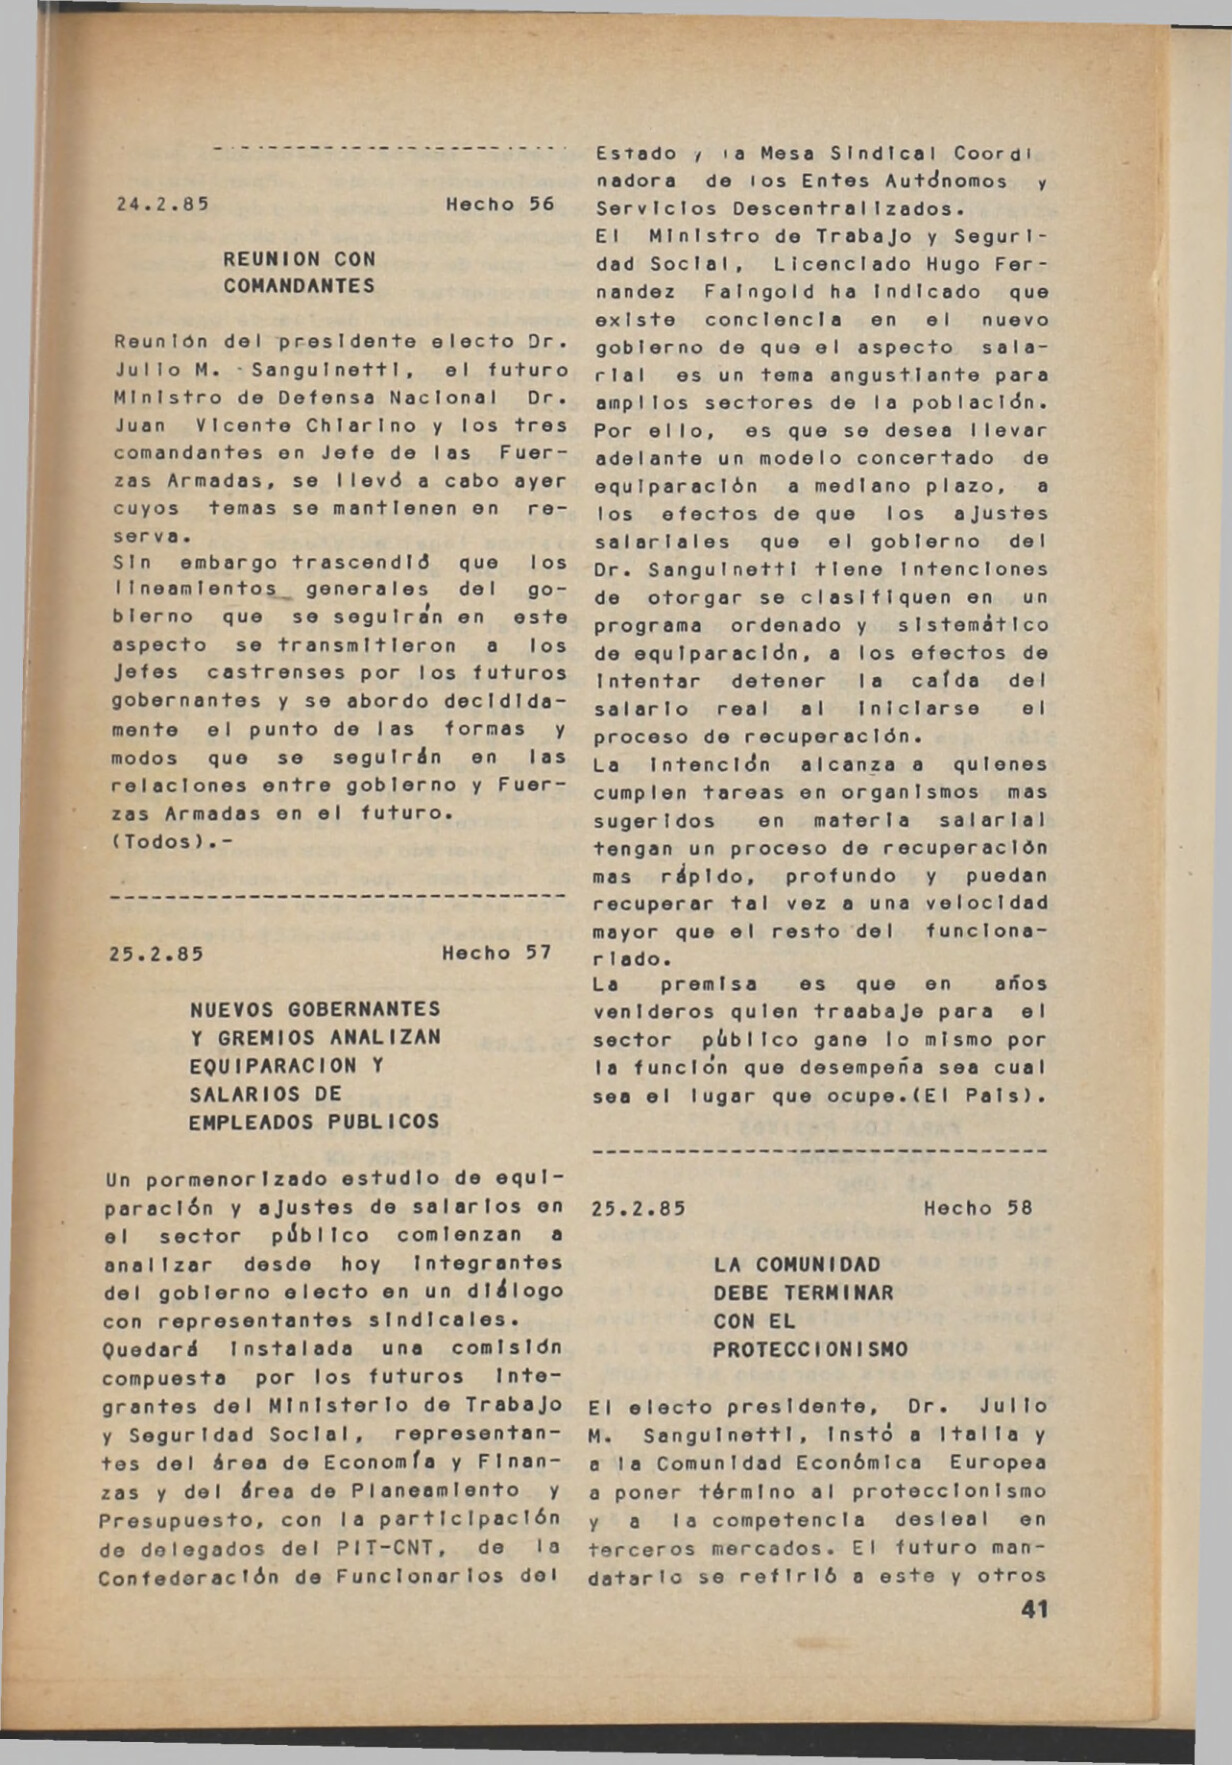 24.2.85 Hecho 56
REUNION CON
COMANDANTES
Reunión del presidente electo Dr.
Julio M. Sanguinetti, el futuro
Ministro de Defensa Nacional Dr.
Juan Vicente Chiarino y los tres
comandantes en Jefe de las Fuer-
zas Armadas, se llevó a cabo ayer
cuyos temas se mantienen en re-
serva.
Sin embargo trascendió que los
lineamientos generales del go-
bierno que se seguirán en este
aspecto se transmitieron a los
Jefes castrenses por los futuros
gobernantes y se abordo decidida-
mente el punto de las formas y
modos que se seguirán en las
relaciones entre gobierno y Fuer-
zas Armadas en el futuro.
(Todos).-
25.2.85 Hecho 57
NUEVOS GOBERNANTES
Y GREMIOS ANALIZAN
EQUIPARACION Y
SALARIOS DE
EMPLEADOS PUBLICOS
Un pormenorizado estudio de equi-
paración y ajustes de salarios en
el sector público comienzan a
analizar desde hoy integrantes
del gobierno electo en un diálogo
con representantes sindicales.
Quedará instalada una comisión
compuesta por los futuros inte-
grantes del Ministerio de Trabajo
y Seguridad Social, representan-
tes del área de Economía y Finan-
zas y del área de Planeamiento y
Presupuesto, con la participación
de delegados del PIT-CNT, de la
Confederación de Funcionarios del
Estado y la Mesa Sindical Coordi
nadora de los Entes Autónomos y
Servicios Descentralizados.
El Ministro de Trabajo y Seguri-
dad Social, Licenciado Hugo Fer-
nandez Faingold ha indicado que
existe conciencia en el nuevo
gobierno de que el aspecto sala-
rial es un tema angustiante para
amplios sectores de la población.
Por ello, es que se desea llevar
adelante un modelo concertado de
equiparación a mediano plazo, a
los efectos de que los ajustes
salariales que el gobierno del
Dr. Sanguinetti tiene intenciones
de otorgar se clasifiquen en un
programa ordenado y sistemático
de equiparación, a los efectos de
intentar detener la caída del
salario real al iniciarse el
proceso de recuperación.
La intención alcanza a quienes
cumplen tareas en organismos mas
sugeridos en materia salarial
tengan un proceso de recuperación
mas rápido, profundo y puedan
recuperar tal vez a una velocidad
mayor que el resto del funciona-
riado.
La premisa es que en años
venideros quien traabaje para el
sector público gane lo mismo por
la función que desempeña sea cual
sea el lugar que ocupe.(El País).
25.2.85 Hecho 58
LA COMUNIDAD
DEBE TERMINAR
CON EL
PROTECCIONISMO
El electo presidente, Dr. Julio
M. Sanguinetti, instó a Italia y
a la Comunidad Económica Europea
a poner término al proteccionismo
y a la competencia desleal en
terceros mercados. El futuro man-
datario se refirió a este y otros
41